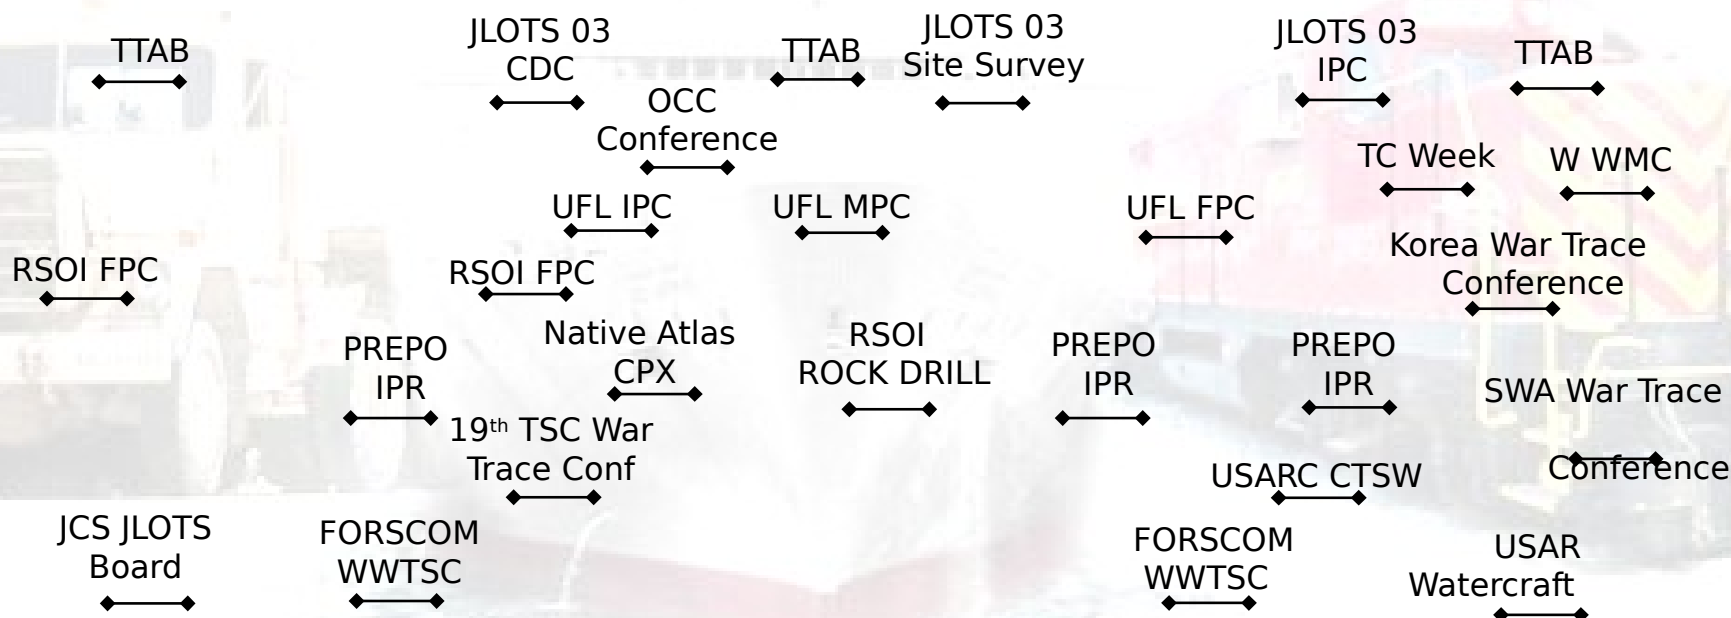 TTAB
JLOTS 03
CDC
TTAB
JLOTS 03
Site Survey
JLOTS 03
IPC
TTAB
OCC
Conference
TC Week
W WMC
UFL IPC
UFL MPC
UFL FPC
Korea War Trace
Conference
RSOI FPC
RSOI FPC
Native Atlas
CPX
RSOI
ROCK DRILL
PREPO
IPR
PREPO
IPR
PREPO
IPR
SWA War Trace
Conference
19th TSC War
Trace Conf
USARC CTSW
JCS JLOTS
Board
FORSCOM
WWTSC
FORSCOM
WWTSC
USAR
Watercraft